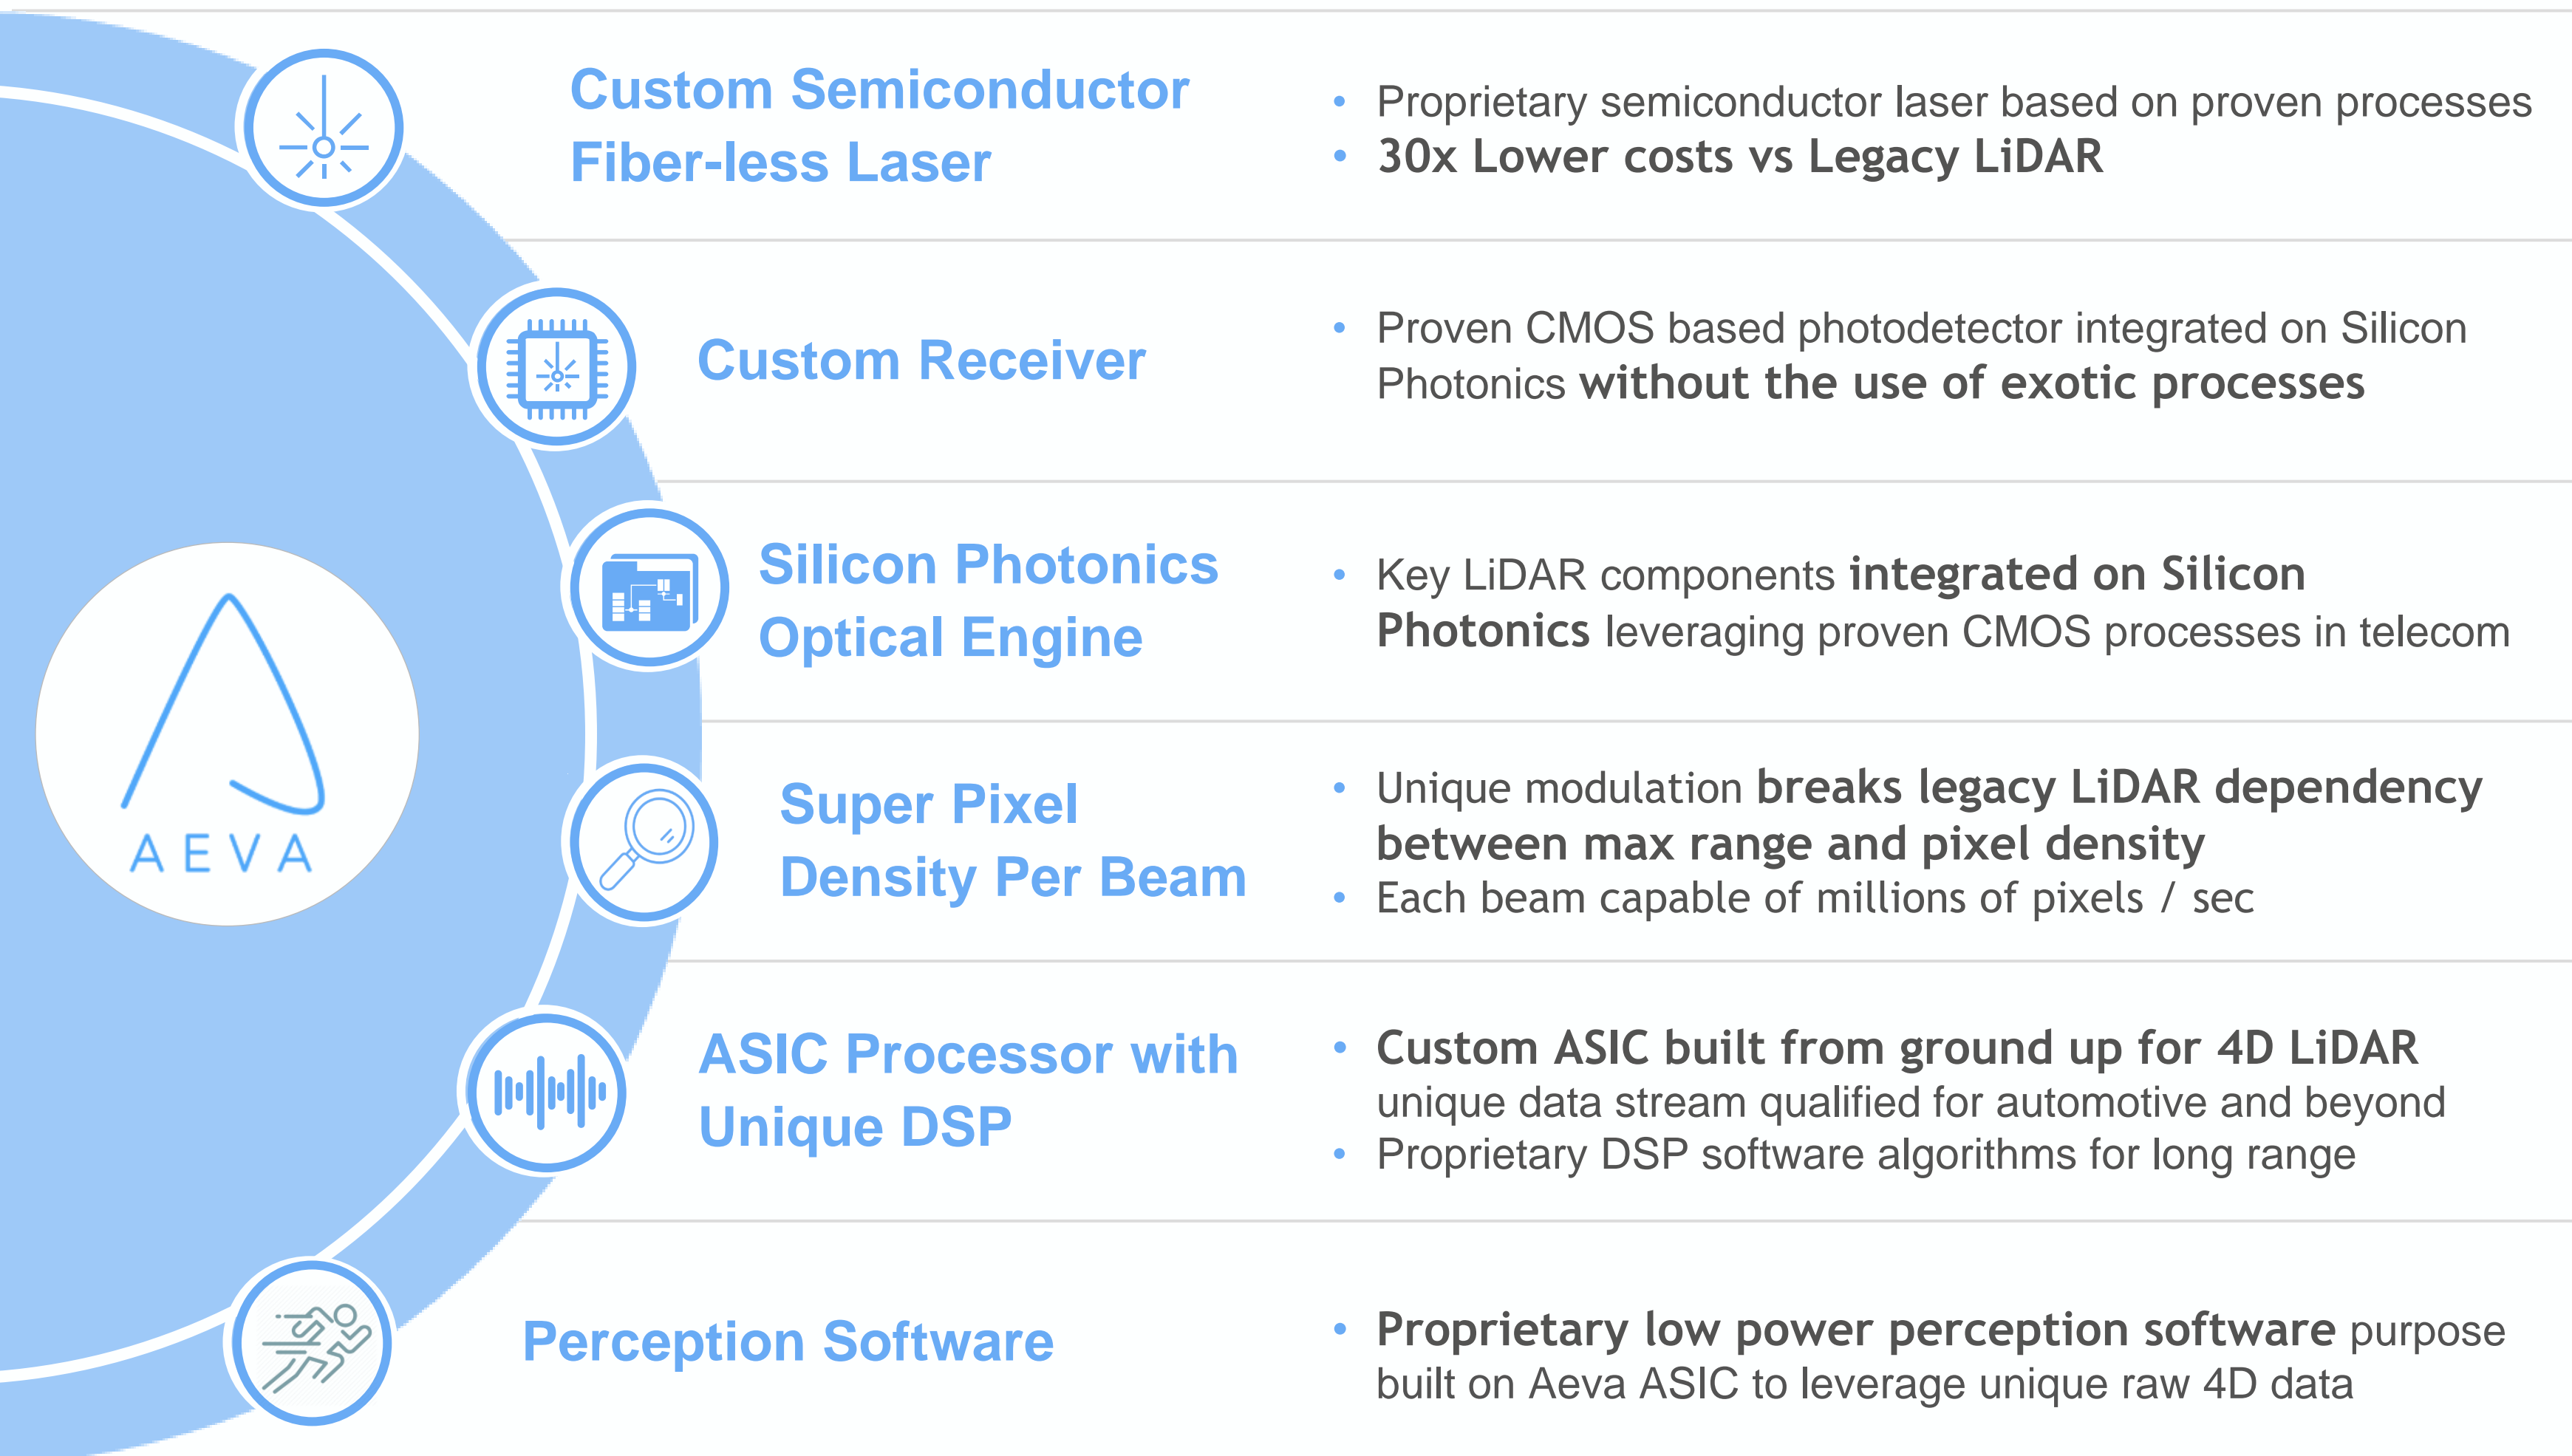 AEVA
Custom Semiconductor
Fiber-less Laser
• Proprietary semiconductor laser based on proven processes
• 30x Lower costs vs Legacy LiDAR
Custom Receiver
• Proven CMOS based photodetector integrated on Silicon
Photonics without the use of exotic processes
Silicon Photonics
Optical Engine
• Key LiDAR components integrated on Silicon
Photonics leveraging proven CMOS processes in telecom
Super Pixel
Density Per Beam
• Unique modulation breaks legacy LiDAR dependency
between max range and pixel density
• Each beam capable of millions of pixels / sec
ASIC Processor with
Unique DSP
• Custom ASIC built from ground up for 4D LiDAR
unique data stream qualified for automotive and beyond
• Proprietary DSP software algorithms for long range
Perception Software
• Proprietary low power perception software purpose
built on Aeva ASIC to leverage unique raw 4D data